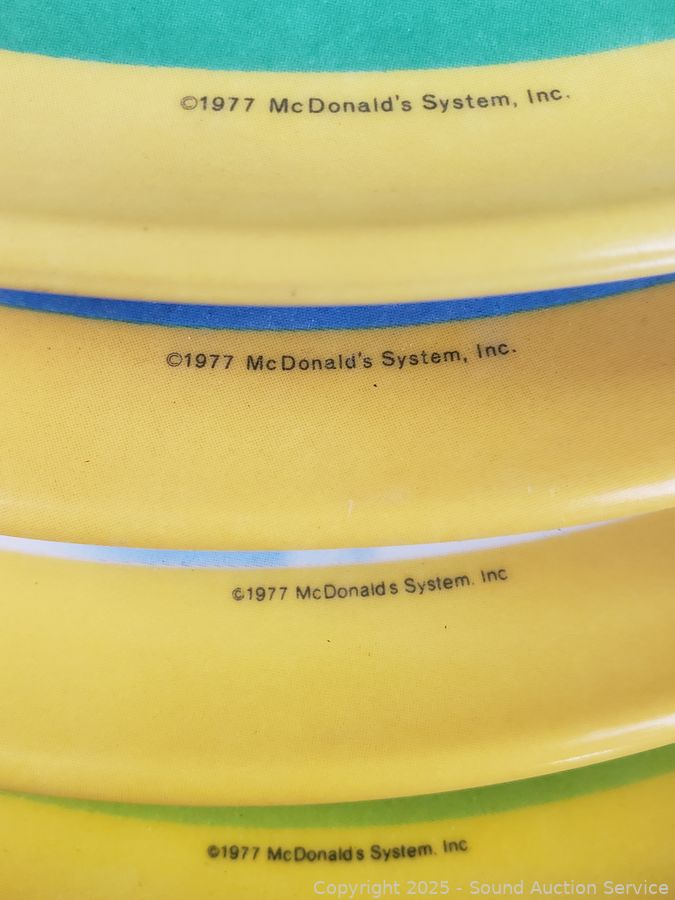 ©1977 McDonald's System, Inc.
©1977 McDonald's System, Inc.
©1977 McDonald's System. Inc
©1977 McDonald's System. Inc
Copyright 2025 - Sound Auction Service